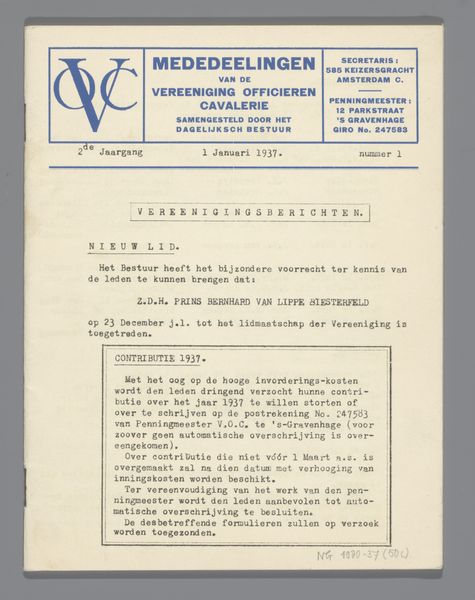 VOC
MEDEDEELINGEN
VAN DE
VEREENIGING OFFICIEREN
CAVALERIE
SAMENGESTELD DOOR HET
DAGELIJKSCH BESTUUR
SECRETARIS:
585 KEIZERSGRACHT
AMSTERDAM C.
PENNINGMEESTER:
12 PARKSTRAAT
'S GRAVENHAGE
GIRO No. 247583
2de Jaargang 1 Januari 1937. nummer 1
VEREENIGINGSBERICHTEN.
NIEUW LID.
Het Bestuur heeft het bijzondere voorrecht ter kennis van
de leden te kunnen brengen dat:
Z.D.H. PRINS BERNHARD VAN LIPPE BIESTERFELD
op 23 December j.l. tot het lidmaatschap der Vereeniging is
toegetreden.
CONTRIBUTIE 1937.
Met het oog op de hooge invorderings-kosten
wordt den leden dringend verzocht hunne contri-
butie over het jaar 1937 te willen storten of
over te schrijven op de postrekening No. 247583
van Penningmeester V.O.C. te 's-Gravenhage (voor
zoover geen automatische overschrijving is over-
eengekomen).
Over contributie die niet vóór 1 Maart a.s. is
overgemaakt zal na dien datum met verhooging van
inningskosten worden beschikt.
Ter vereenvoudiging van het werk van den pen-
ningmeester wordt den leden aanbevolen tot auto-
matische overschrijving te besluiten.
De desbetreffende formulieren zullen op verzoek
worden toegezonden.
NG 1980-37 (50c)